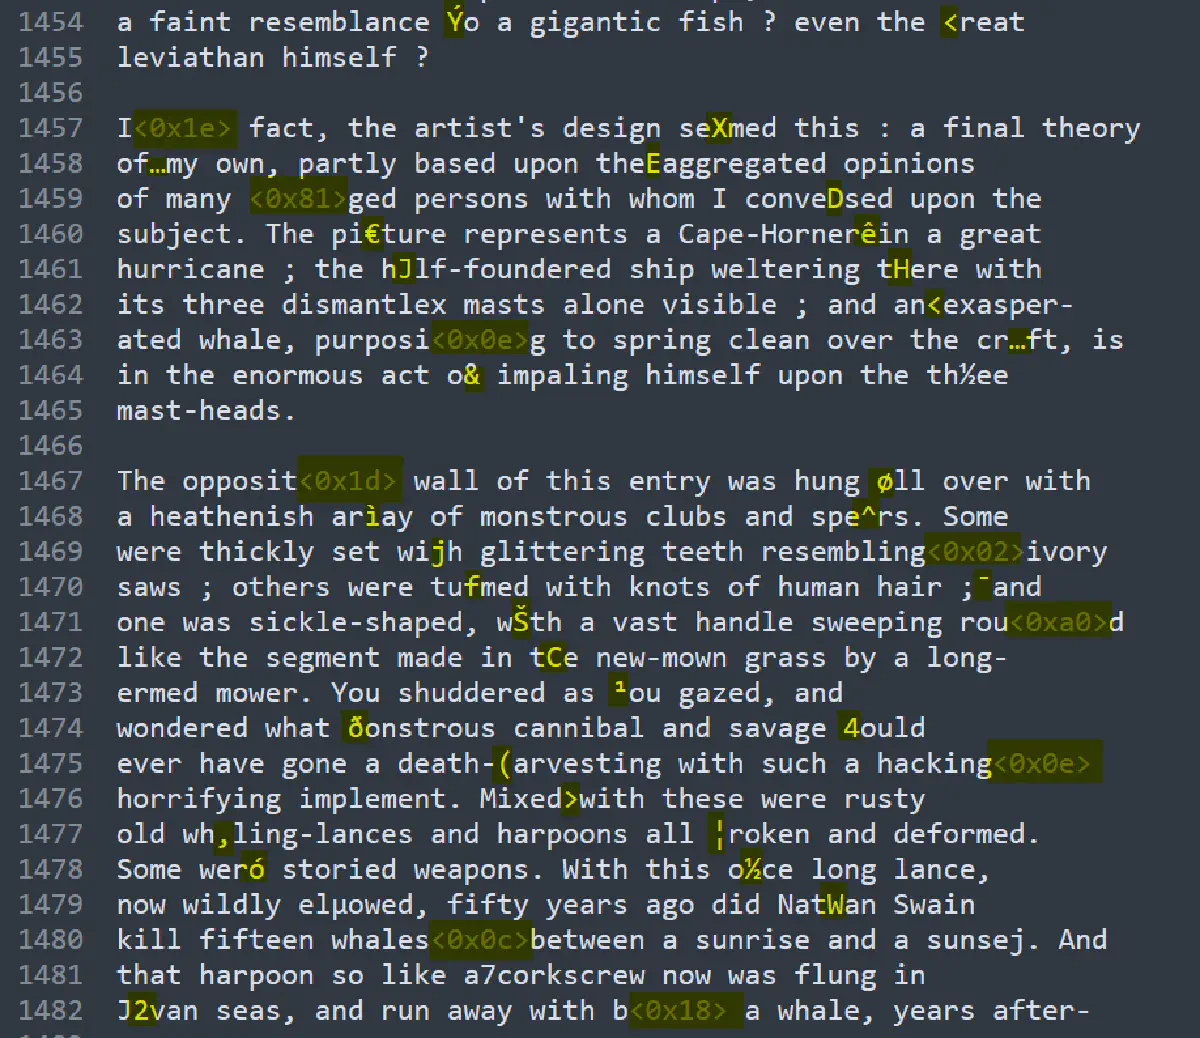 1454 a faint resemblance Ýo a gigantic fish ? even the <reat
1455 leviathan himself ?
1456
1457 I<0x1e> fact, the artist's design seXmed this : a final theory
1458 of…my own, partly based upon theEaggregated opinions
1459 of many <0x81>ged persons with whom I conveDsed upon the
1460 subject. The pi€ture represents a Cape-Hornerêin a great
1461 hurricane ; the hJlf-foundered ship weltering tHere with
1462 its three dismantlex masts alone visible ; and an<exasper-
1463 ated whale, purposi<0x0e>g to spring clean over the cr…ft, is
1464 in the enormous act o& impaling himself upon the th½ee
1465 mast-heads.
1466
1467 The opposit<0x1d> wall of this entry was hung øll over with
1468 a heathenish arìay of monstrous clubs and spe^rs. Some
1469 were thickly set wijh glittering teeth resembling<0x02>ivory
1470 saws ; others were tufmed with knots of human hair ;¯and
1471 one was sickle-shaped, wŠth a vast handle sweeping rou<0xa0>d
1472 like the segment made in tCe new-mown grass by a long-
1473 ermed mower. You shuddered as ¹ou gazed, and
1474 wondered what ðonstrous cannibal and savage 4ould
1475 ever have gone a death-(arvesting with such a hacking<0x0e>
1476 horrifying implement. Mixed>with these were rusty
1477 old wh‚ling-lances and harpoons all ¦roken and deformed.
1478 Some weró storied weapons. With this o½ce long lance,
1479 now wildly elµowed, fifty years ago did NatWan Swain
1480 kill fifteen whales<0x0c>between a sunrise and a sunsej. And
1481 that harpoon so like a7corkscrew now was flung in
1482 J2van seas, and run away with b<0x18> a whale, years after-